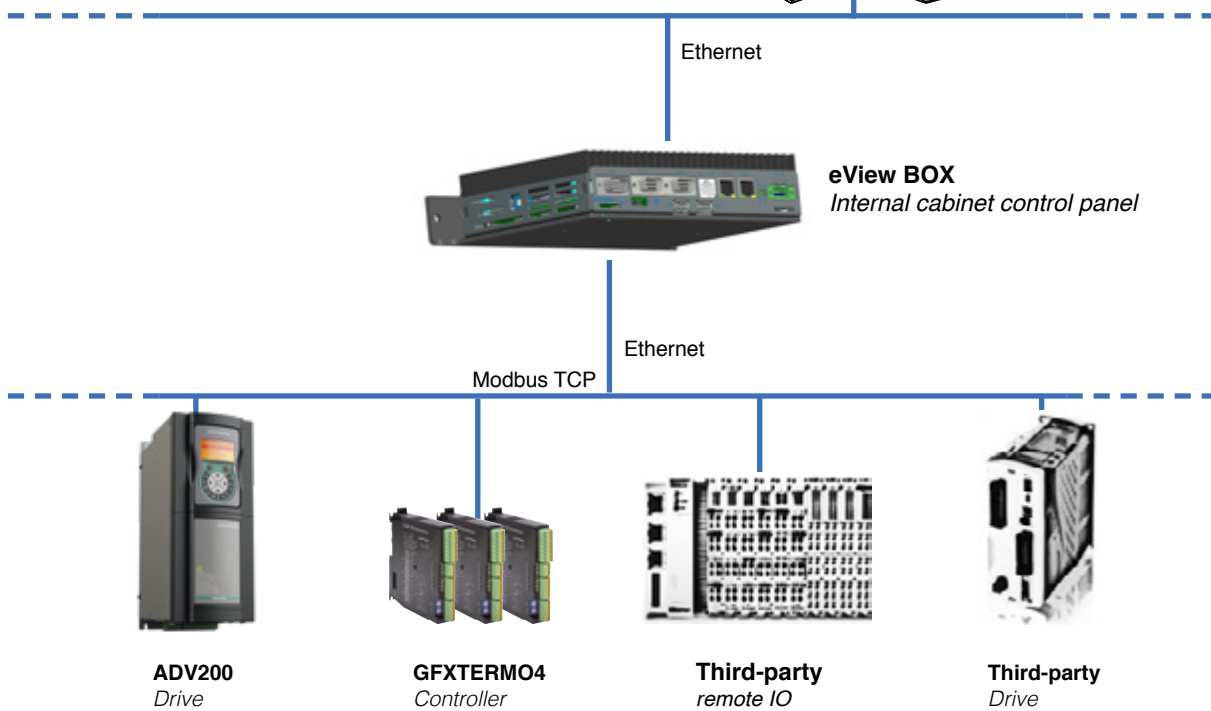 Ethernet
eView BOX
Internal cabinet control panel
Ethernet
Modbus TCP
ADV200
Drive
GFXTERMO4
Controller
Third-party
remote IO
Third-party
Drive